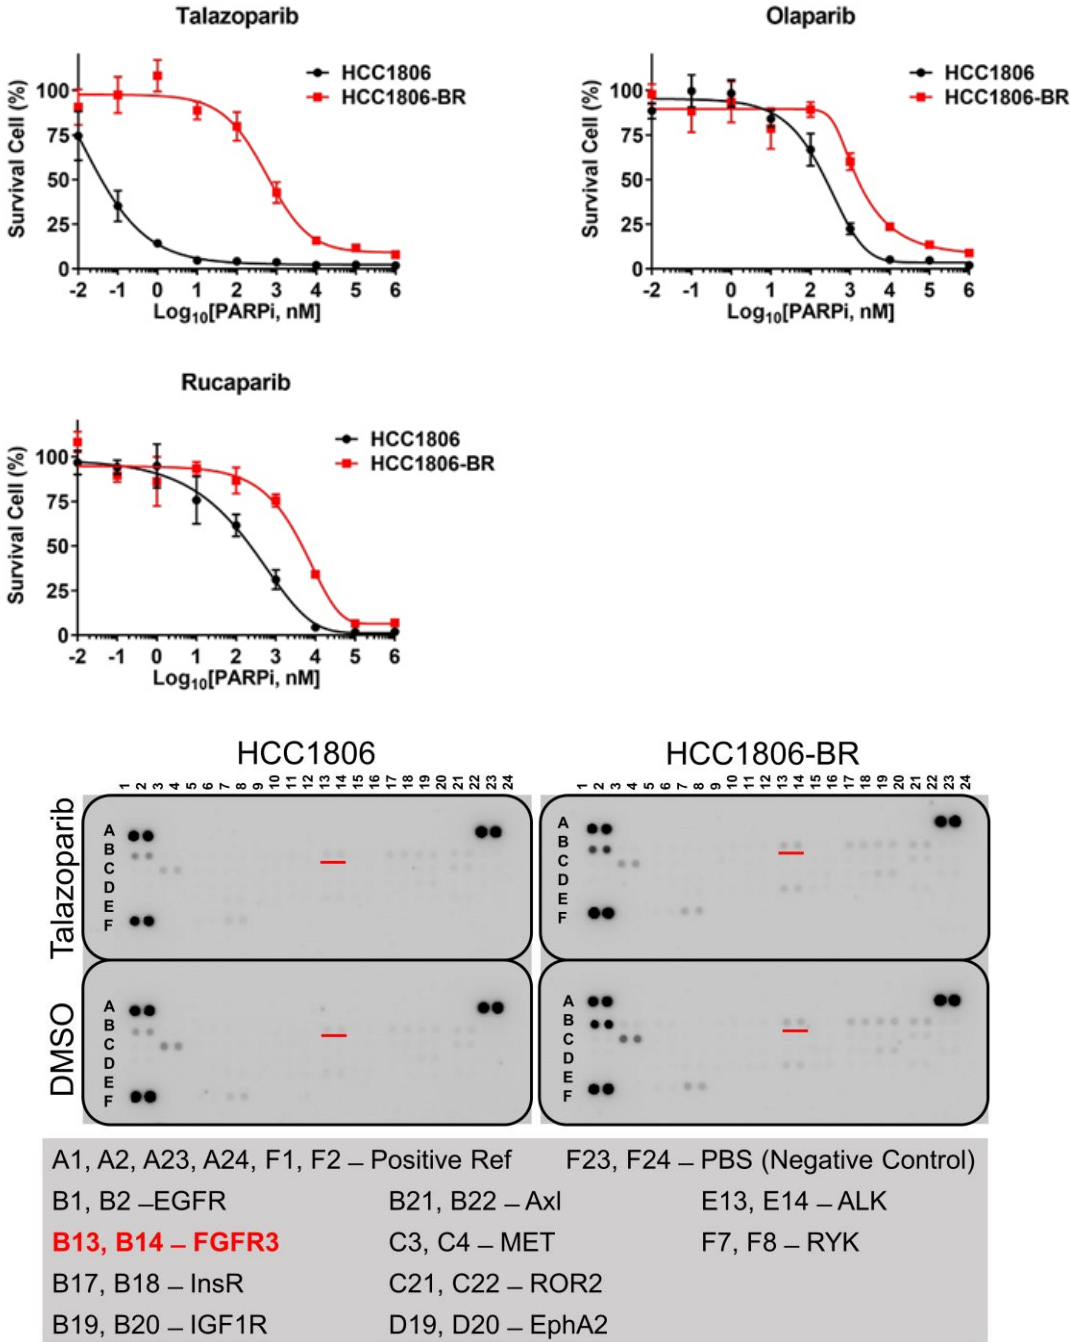 Talazoparib
Survival Cell (%)
100
75
50
25
0
-2 -1 0 1 2 3 4 5 6
Log10[PARPi, nM]
HCC1806
HCC1806-BR
Olaparib
Survival Cell (%)
100
75
50
25
0
-2 -1 0 1 2 3 4 5 6
Log10[PARPi, nM]
HCC1806
HCC1806-BR
Rucaparib
Survival Cell (%)
100
75
50
25
0
-2 -1 0 1 2 3 4 5 6
Log10[PARPi, nM]
HCC1806
HCC1806-BR
HCC1806
HCC1806-BR
1 2 3 4 5 6 7 8 9 10 11 12 13 14 15 16 17 18 19 20 21 22 23 24
1 2 3 4 5 6 7 8 9 10 11 12 13 14 15 16 17 18 19 20 21 22 23 24
Talazoparib
A
B
C
D
E
F
A
B
C
D
E
F
DMSO
A
B
C
D
E
F
A
B
C
D
E
F
A1, A2, A23, A24, F1, F2 – Positive Ref F23, F24 – PBS (Negative Control)
B1, B2 –EGFR B21, B22 – Axl E13, E14 – ALK
B13, B14 – FGFR3 C3, C4 – MET F7, F8 – RYK
B17, B18 – InsR C21, C22 – ROR2
B19, B20 – IGF1R D19, D20 – EphA2